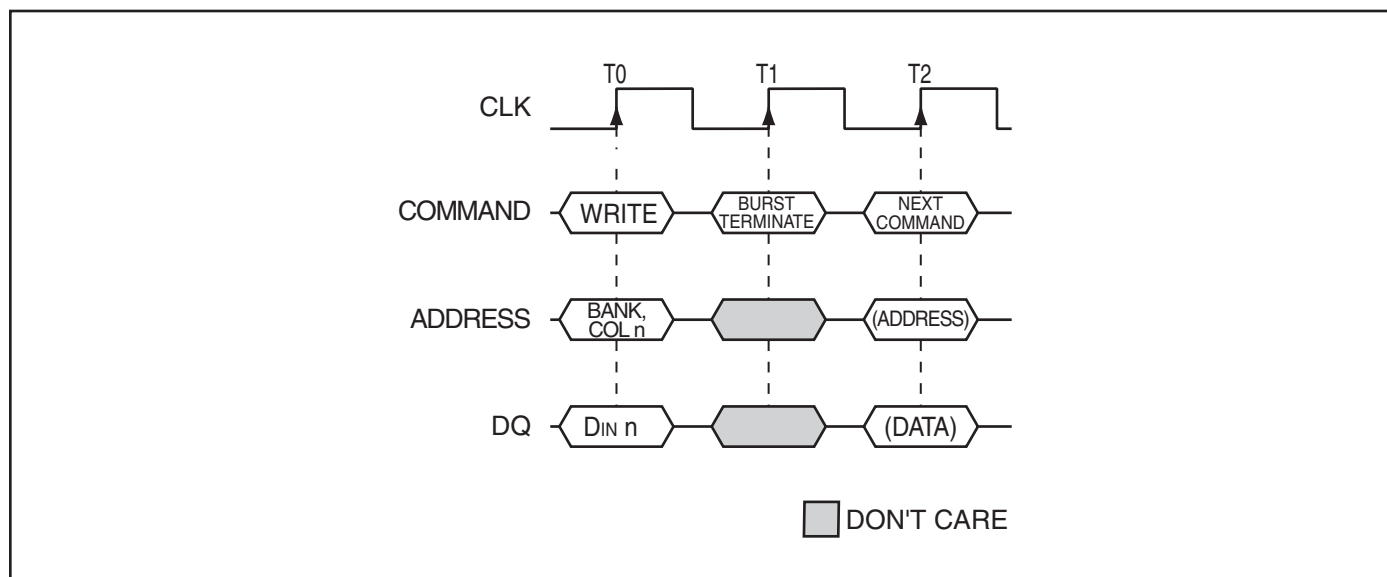 T0 T1 T2
CLK
COMMAND WRITE BURST TERMINATE NEXT COMMAND
ADDRESS BANK, COL n (ADDRESS)
DQ DIN n (DATA)
DON'T CARE